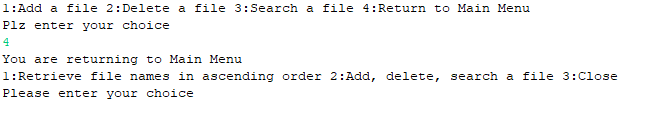 1:Add a file 2:Delete a file 3:Search a file 4:Return to Main Menu
Plz enter your choice
4
You are returning to Main Menu
1:Retrieve file names in ascending order 2:Add, delete, search a file 3:Close
Please enter your choice